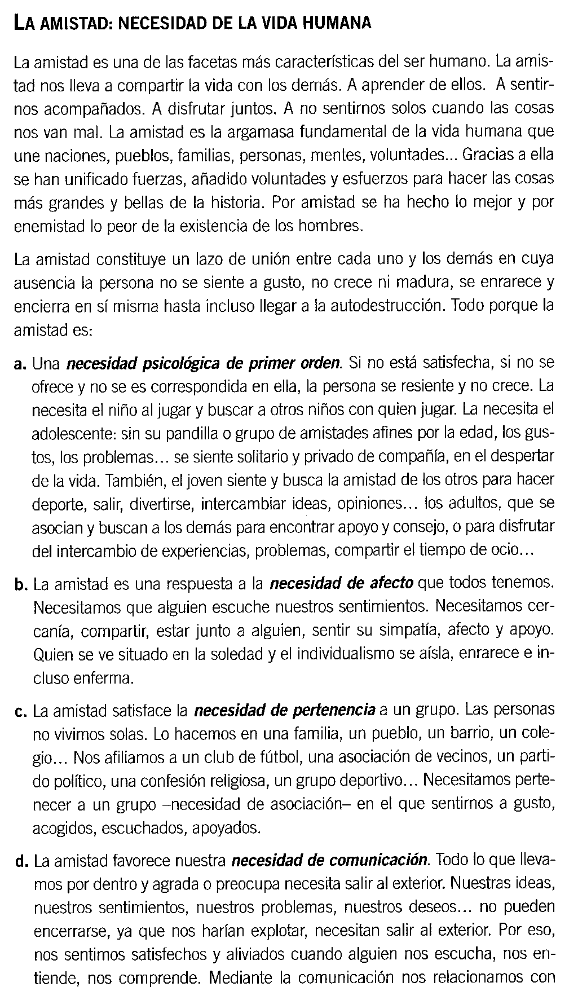 LA AMISTAD: NECESIDAD DE LA VIDA HUMANA
La amistad es una de las facetas más características del ser humano. La amis-
tad nos lleva a compartir la vida con los demás. A aprender de ellos. A sentir-
nos acompañados. A disfrutar juntos. A no sentirnos solos cuando las cosas
nos van mal. La amistad es la argamasa fundamental de la vida humana que
une naciones, pueblos, familias, personas, mentes, voluntades... Gracias a ella
se han unificado fuerzas, añadido voluntades y esfuerzos para hacer las cosas
más grandes y bellas de la historia. Por amistad se ha hecho lo mejor y por
enemistad lo peor de la existencia de los hombres.
La amistad constituye un lazo de unión entre cada uno y los demás en cuya
ausencia la persona no se siente a gusto, no crece ni madura, se enrarece y
encierra en sí misma hasta incluso llegar a la autodestrucción. Todo porque la
amistad es:
a. Una necesidad psicológica de primer orden. Si no está satisfecha, si no se
ofrece y no se es correspondida en ella, la persona se resiente y no crece. La
necesita el niño al jugar y buscar a otros niños con quien jugar. La necesita el
adolescente: sin su pandilla o grupo de amistades afines por la edad, los gus-
tos, los problemas... se siente solitario y privado de compañía, en el despertar
de la vida. También, el joven siente y busca la amistad de los otros para hacer
deporte, salir, divertirse, intercambiar ideas, opiniones... los adultos, que se
asocian y buscan a los demás para encontrar apoyo y consejo, o para disfrutar
del intercambio de experiencias, problemas, compartir el tiempo de ocio...
b. La amistad es una respuesta a la necesidad de afecto que todos tenemos.
Necesitamos que alguien escuche nuestros sentimientos. Necesitamos cer-
canía, compartir, estar junto a alguien, sentir su simpatía, afecto y apoyo.
Quien se ve situado en la soledad y el individualismo se aísla, enrarece e in-
cluso enferma.
c. La amistad satisface la necesidad de pertenencia a un grupo. Las personas
no vivimos solas. Lo hacemos en una familia, un pueblo, un barrio, un cole-
gio... Nos afiliamos a un club de fútbol, una asociación de vecinos, un parti-
do político, una confesión religiosa, un grupo deportivo... Necesitamos perte-
necer a un grupo –necesidad de asociación– en el que sentirnos a gusto,
acogidos, escuchados, apoyados.
d. La amistad favorece nuestra necesidad de comunicación. Todo lo que lleva-
mos por dentro y agrada o preocupa necesita salir al exterior. Nuestras ideas,
nuestros sentimientos, nuestros problemas, nuestros deseos... no pueden
encerrarse, ya que nos harían explotar, necesitan salir al exterior. Por eso,
nos sentimos satisfechos y aliviados cuando alguien nos escucha, nos en-
tiende, nos comprende. Mediante la comunicación nos relacionamos con